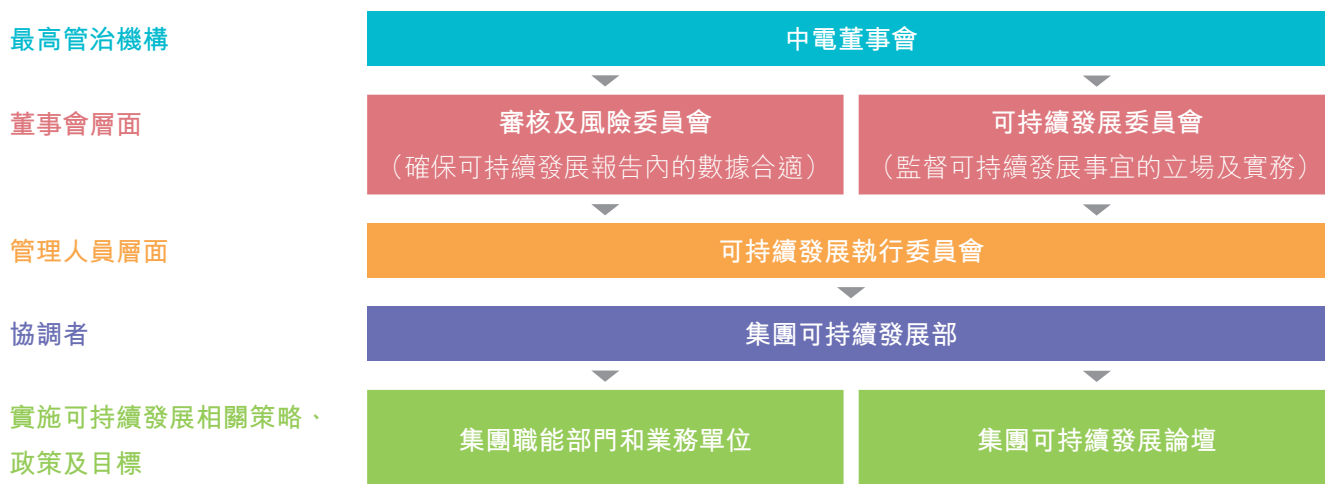 最高管治機構
中電董事會
董事會層面
審核及風險委員會
(確保可持續發展報告內的數據合適)
可持續發展委員會
(監督可持續發展事宜的立場及實務)
管理人員層面
可持續發展執行委員會
協調者
集團可持續發展部
實施可持續發展相關策略、
政策及目標
集團職能部門和業務單位
集團可持續發展論壇